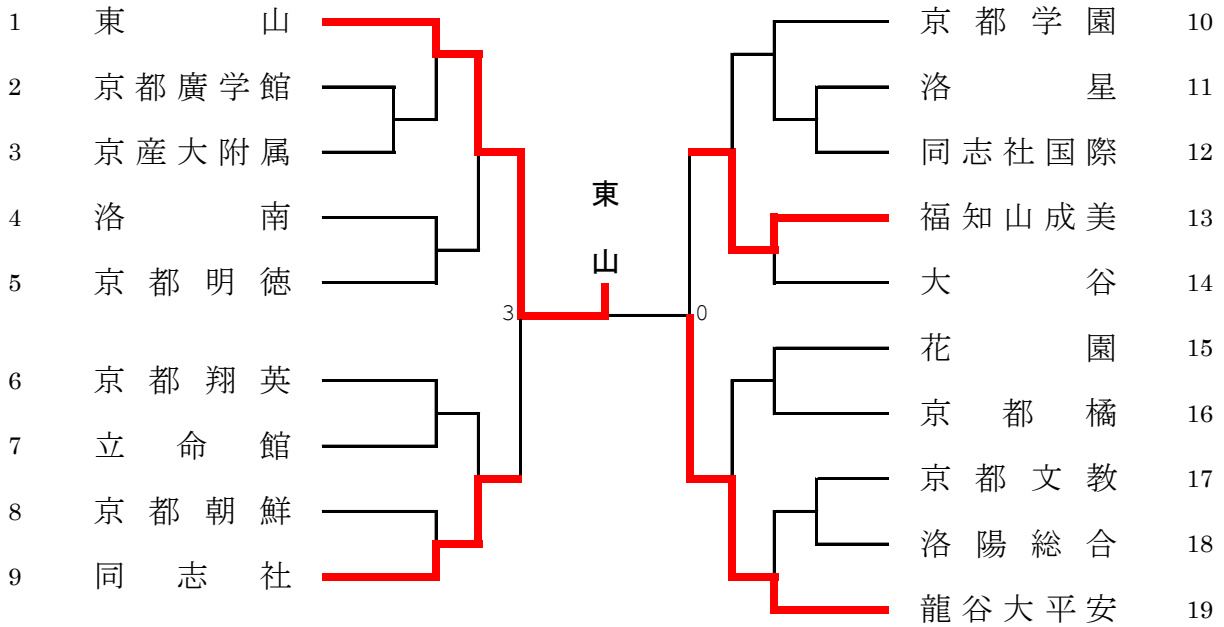 1 東山
2 京都廣学館
3 京産大附属
4 洛南
5 京都明徳
6 京都翔英
7 立命館
8 京都朝鮮
9 同志社
東山
3
0
京都学園 10
洛星 11
同志社国際 12
福知山成美 13
大谷 14
花園 15
京都橘 16
京都文教 17
洛陽総合 18
龍谷大平安 19